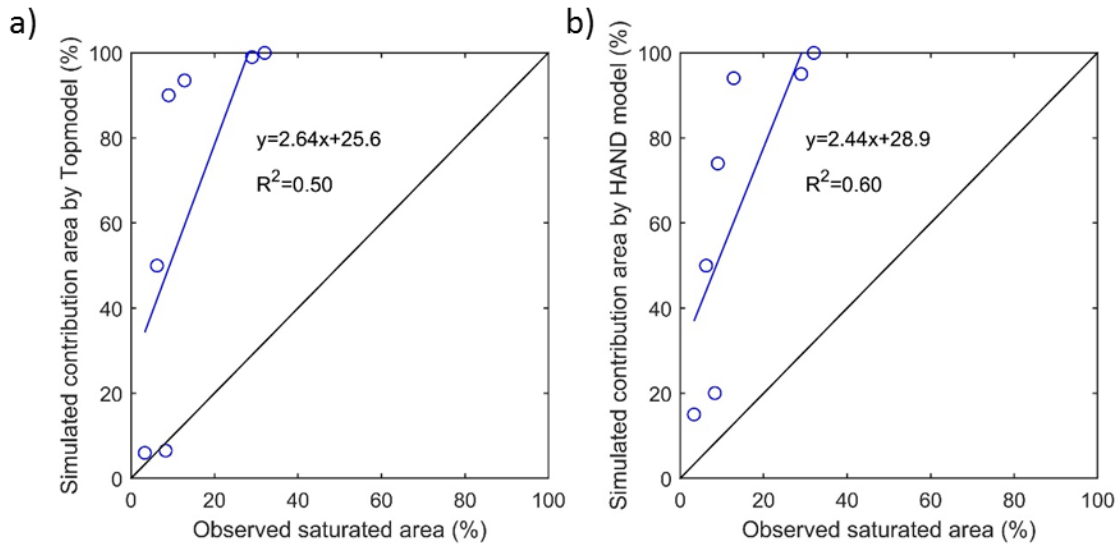 a)
Simulated contribution area by Topmodel (%)
100
80
60
40
20
0
y=2.64x+25.6
R²=0.50
0 20 40 60 80 100
Observed saturated area (%)
b)
Simulated contribution area by HAND model (%)
100
80
60
40
20
0
y=2.44x+28.9
R²=0.60
0 20 40 60 80 100
Observed saturated area (%)